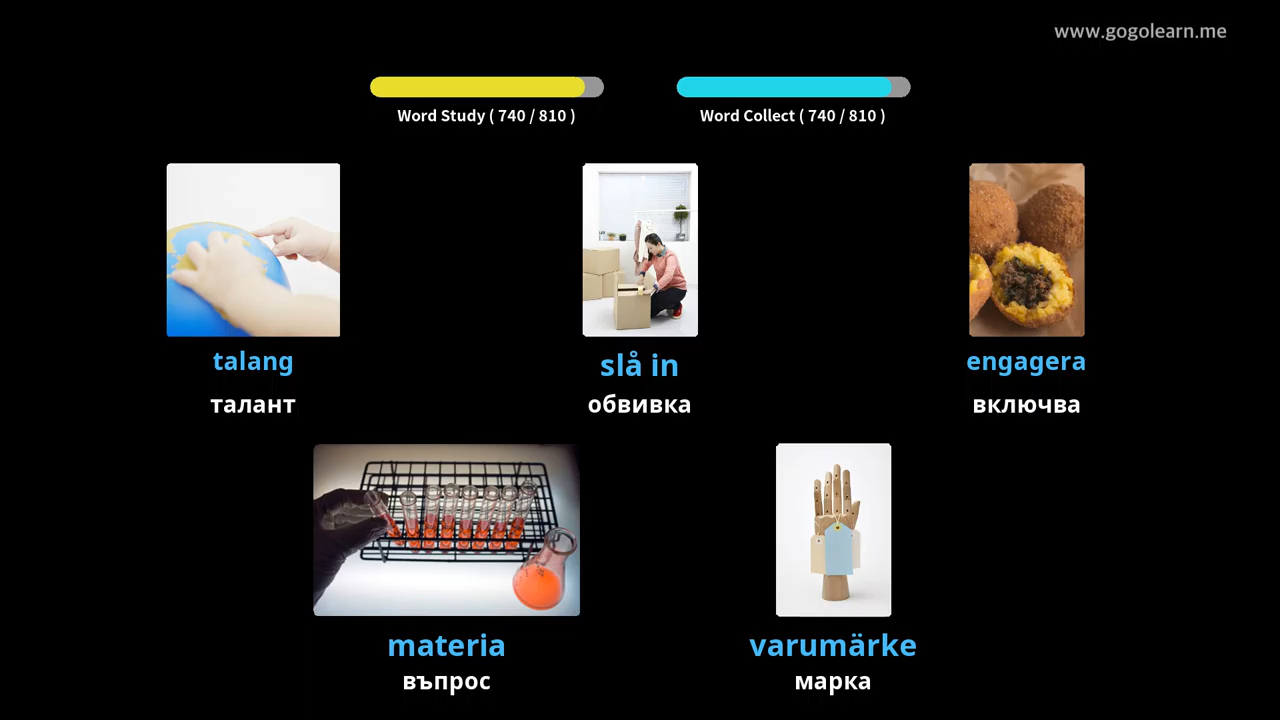 www.gogolearn.me
Word Study ( 740 / 810 )
Word Collect ( 740 / 810 )
talang
талант
slå in
обвивка
engagera
включва
materia
въпрос
varumärke
марка